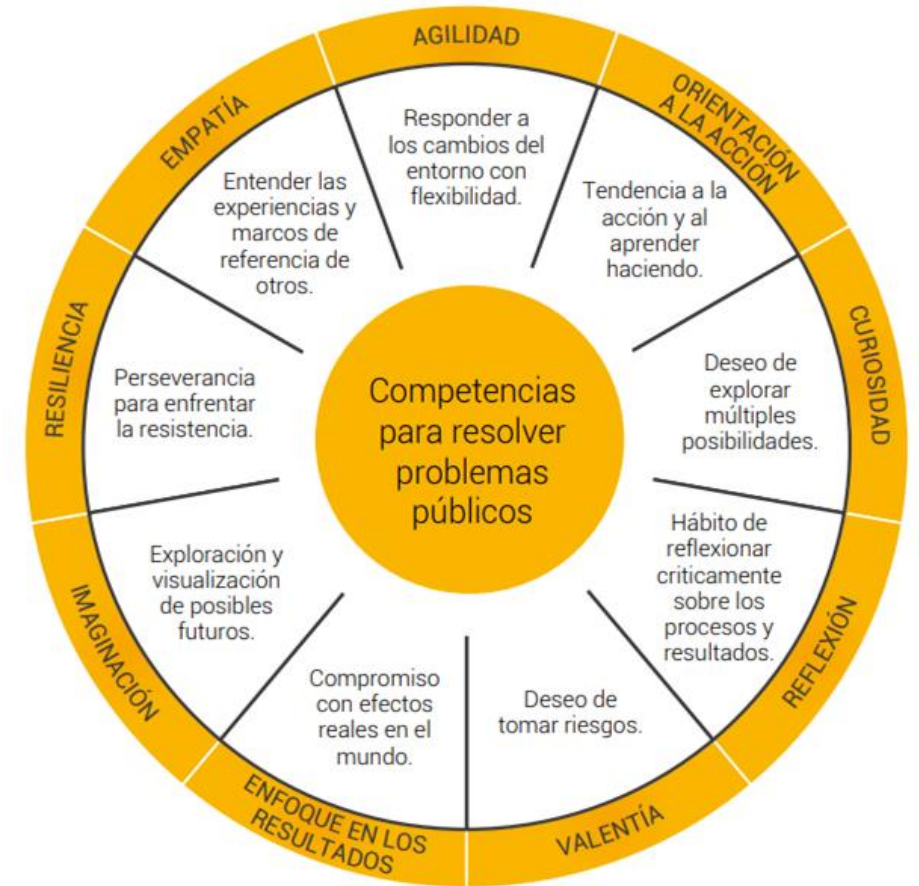 Competencias
para resolver
problemas
públicos
AGILIDAD
Responder a
los cambios del
entorno con
flexibilidad.
ORIENTACIÓN
A LA ACCIÓN
Tendencia a la
acción y al
aprender
haciendo.
CURIOSIDAD
Deseo de
explorar
múltiples
posibilidades.
REFLEXIÓN
Hábito de
reflexionar
criticamente
sobre los
procesos y
resultados.
VALENTÍA
Deseo de
tomar riesgos.
ENFOQUE EN LOS
RESULTADOS
Compromiso
con efectos
reales en el
mundo.
IMAGINACIÓN
Exploración y
visualización
de posibles
futuros.
RESILIENCIA
Perseverancia
para enfrentar
la resistencia.
EMPATÍA
Entender las
experiencias y
marcos de
referencia de
otros.